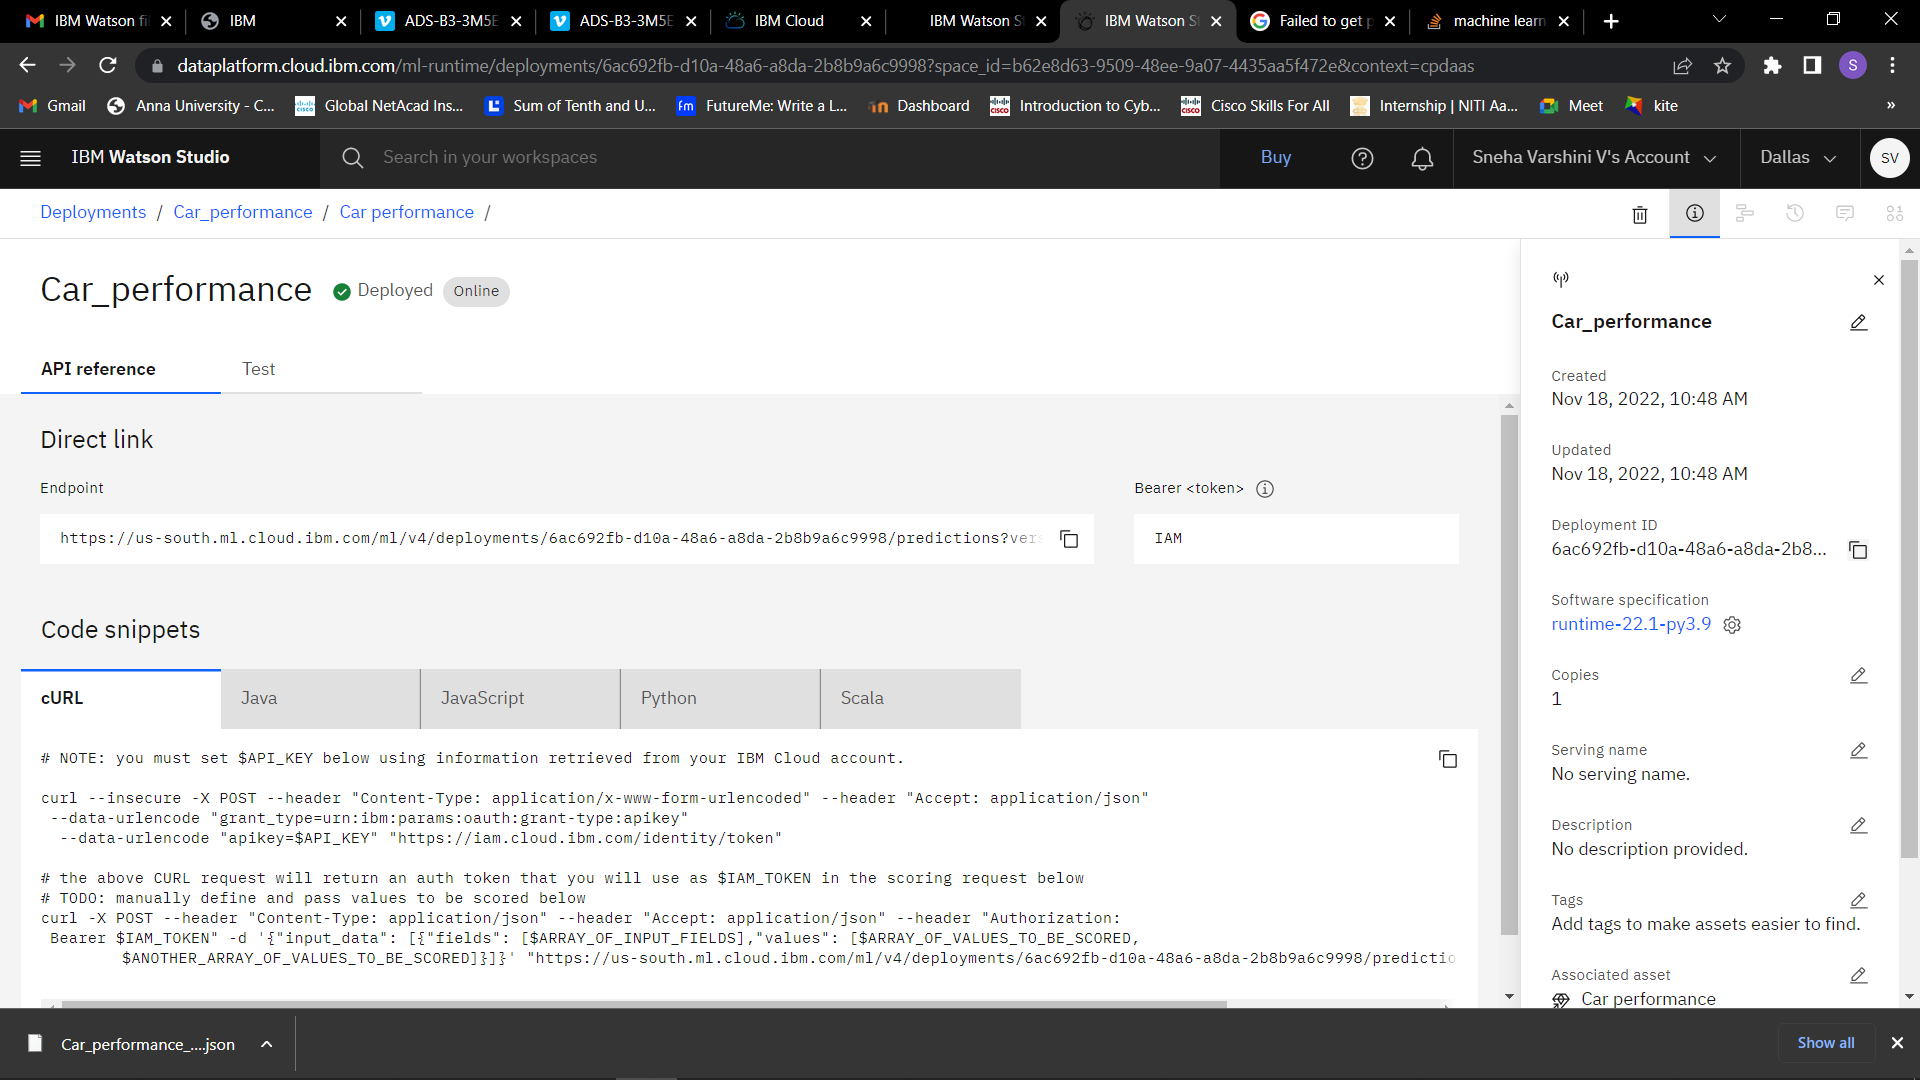 IBM Watson fi
IBM
ADS-B3-3M5E
ADS-B3-3M5E
IBM Cloud
IBM Watson S
IBM Watson S
Failed to get p
machine learn
dataplatform.cloud.ibm.com/ml-runtime/deployments/6ac692fb-d10a-48a6-a8da-2b8b9a6c9998?space_id=b62e8d63-9509-48ee-9a07-4435aa5f472e&context=cpdaas
S
Gmail
Anna University - C...
Global NetAcad Ins...
Sum of Tenth and U...
FutureMe: Write a L...
Dashboard
Introduction to Cyb...
Cisco Skills For All
Internship | NITI Aa...
Meet
kite
»
IBM Watson Studio
Search in your workspaces
Buy
Sneha Varshini V's Account
Dallas
SV
Deployments / Car_performance / Car performance /
Car_performance
Deployed
Online
API reference
Test
Direct link
Endpoint
Bearer <token>
https://us-south.ml.cloud.ibm.com/ml/v4/deployments/6ac692fb-d10a-48a6-a8da-2b8b9a6c9998/predictions?vers
IAM
Code snippets
cURL
Java
JavaScript
Python
Scala
# NOTE: you must set $API_KEY below using information retrieved from your IBM Cloud account.
curl --insecure -X POST --header "Content-Type: application/x-www-form-urlencoded" --header "Accept: application/json"
--data-urlencode "grant_type=urn:ibm:params:oauth:grant-type:apikey"
--data-urlencode "apikey=$API_KEY" "https://iam.cloud.ibm.com/identity/token"
# the above CURL request will return an auth token that you will use as $IAM_TOKEN in the scoring request below
# TODO: manually define and pass values to be scored below
curl -X POST --header "Content-Type: application/json" --header "Accept: application/json" --header "Authorization:
Bearer $IAM_TOKEN" -d '{"input_data": [{"fields": [$ARRAY_OF_INPUT_FIELDS],"values": [$ARRAY_OF_VALUES_TO_BE_SCORED,
$ANOTHER_ARRAY_OF_VALUES_TO_BE_SCORED]}]}' "https://us-south.ml.cloud.ibm.com/ml/v4/deployments/6ac692fb-d10a-48a6-a8da-2b8b9a6c9998/predictio
Car_performance
Created
Nov 18, 2022, 10:48 AM
Updated
Nov 18, 2022, 10:48 AM
Deployment ID
6ac692fb-d10a-48a6-a8da-2b8...
Software specification
runtime-22.1-py3.9
Copies
1
Serving name
No serving name.
Description
No description provided.
Tags
Add tags to make assets easier to find.
Associated asset
Car performance
Car_performance_....json
Show all